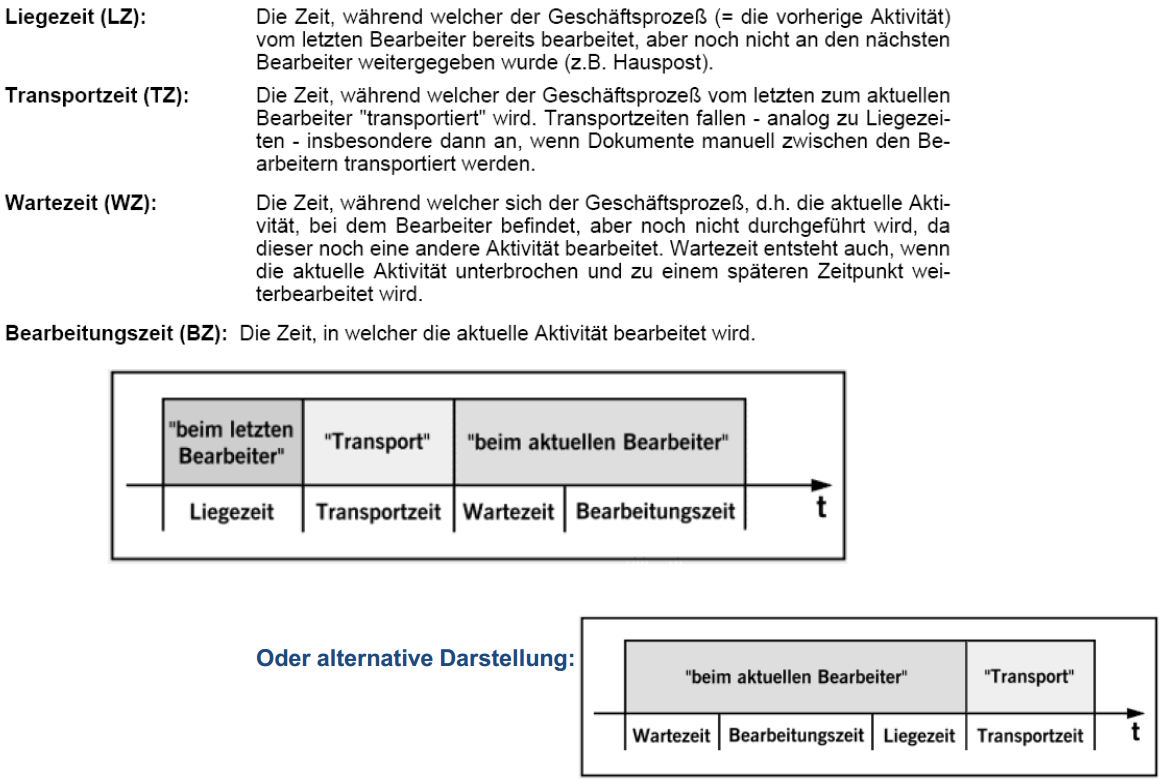 Liegezeit (LZ): Die Zeit, während welcher der Geschäftsprozeß (= die vorherige Aktivität)
vom letzten Bearbeiter bereits bearbeitet, aber noch nicht an den nächsten
Bearbeiter weitergegeben wurde (z.B. Hauspost).
Transportzeit (TZ): Die Zeit, während welcher der Geschäftsprozeß vom letzten zum aktuellen
Bearbeiter "transportiert" wird. Transportzeiten fallen - analog zu Liegezei-
ten - insbesondere dann an, wenn Dokumente manuell zwischen den Be-
arbeitern transportiert werden.
Wartezeit (WZ): Die Zeit, während welcher sich der Geschäftsprozeß, d.h. die aktuelle Akti-
vität, bei dem Bearbeiter befindet, aber noch nicht durchgeführt wird, da
dieser noch eine andere Aktivität bearbeitet. Wartezeit entsteht auch, wenn
die aktuelle Aktivität unterbrochen und zu einem späteren Zeitpunkt wei-
terbearbeitet wird.
Bearbeitungszeit (BZ): Die Zeit, in welcher die aktuelle Aktivität bearbeitet wird.
"beim letzten
Bearbeiter"
"Transport"
"beim aktuellen Bearbeiter"
Liegezeit
Transportzeit
Wartezeit
Bearbeitungszeit
t
Oder alternative Darstellung:
"beim aktuellen Bearbeiter"
"Transport"
Wartezeit
Bearbeitungszeit
Liegezeit
Transportzeit
t